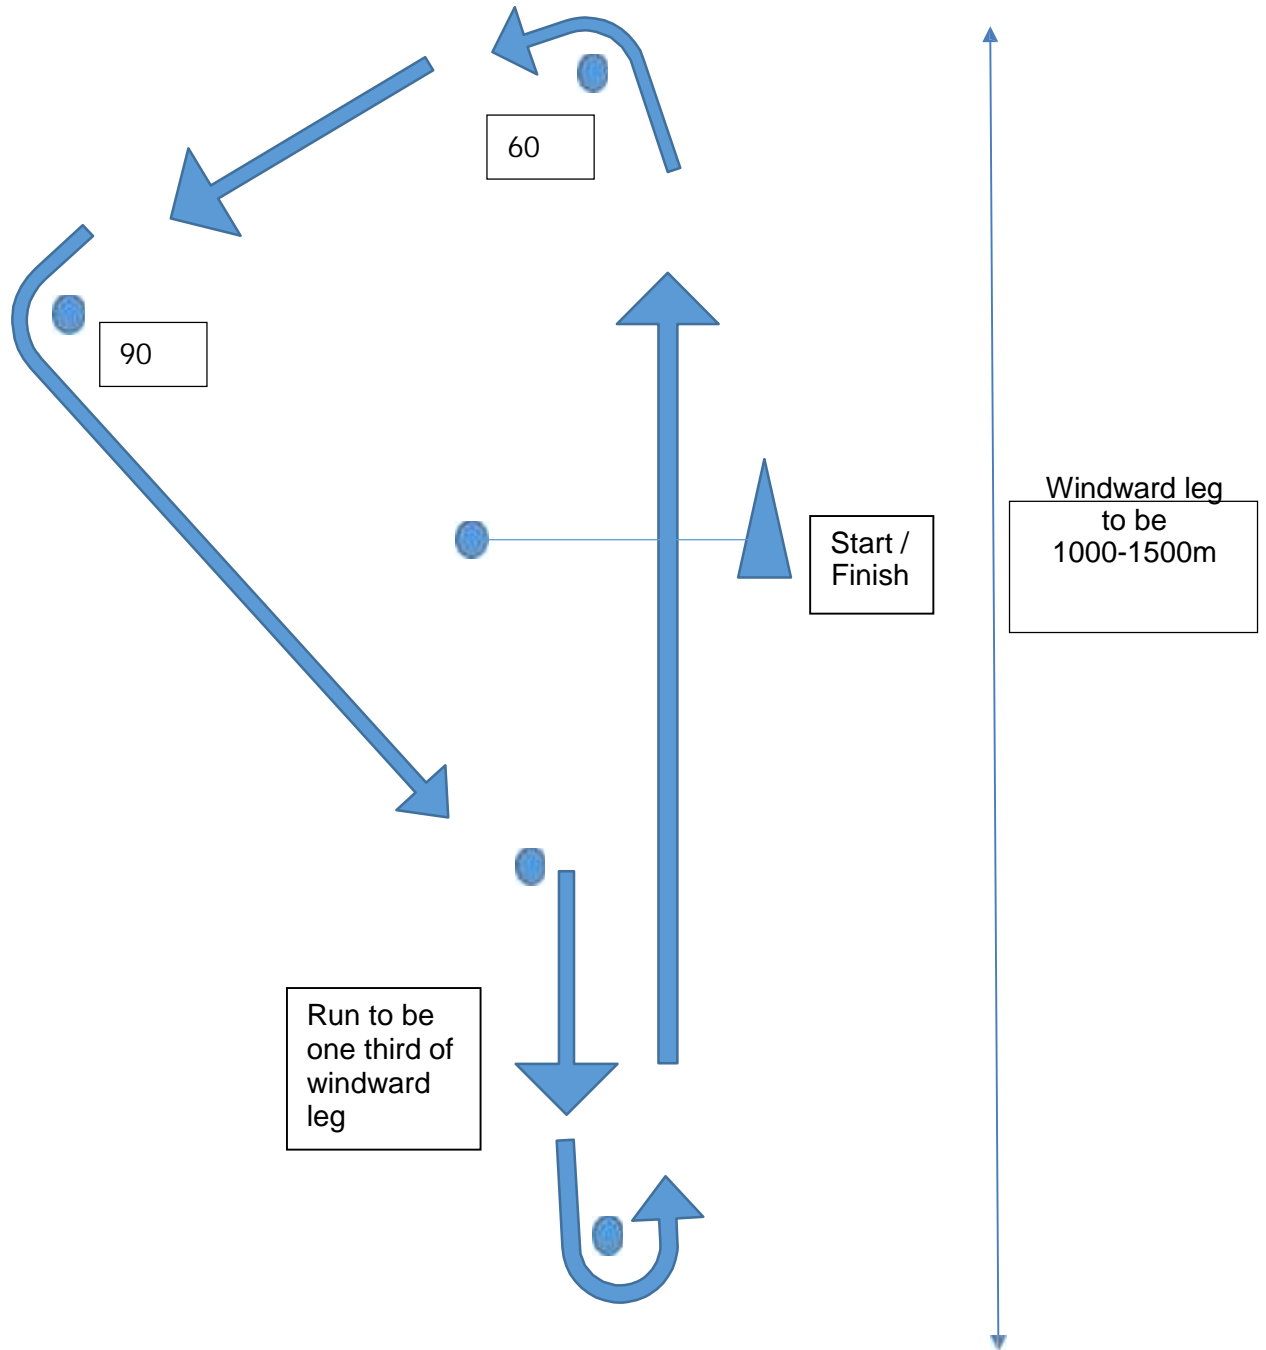 60
90
Start /
Finish
Windward leg
to be
1000-1500m
Run to be
one third of
windward
leg